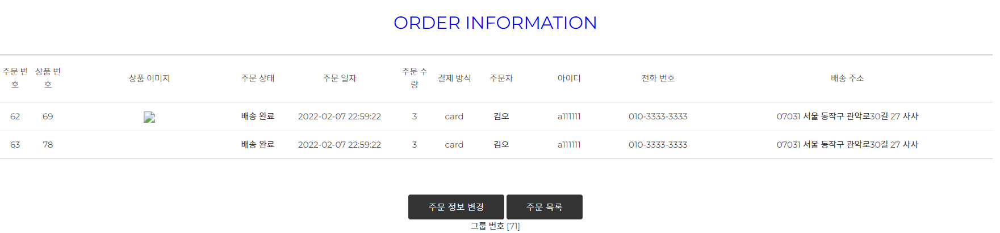 ORDER INFORMATION
주문 번호 상품 번호 상품 이미지 주문 상태 주문 일자 주문 수량 결제 방식 주문자 아이디 전화 번호 배송 주소
62 69 배송 완료 2022-02-07 22:59:22 3 card 김오 a111111 010-3333-3333 07031 서울 동작구 관악로30길 27 사사
63 78 배송 완료 2022-02-07 22:59:22 3 card 김오 a111111 010-3333-3333 07031 서울 동작구 관악로30길 27 사사
주문 정보 변경 주문 목록
그룹 번호 [71]